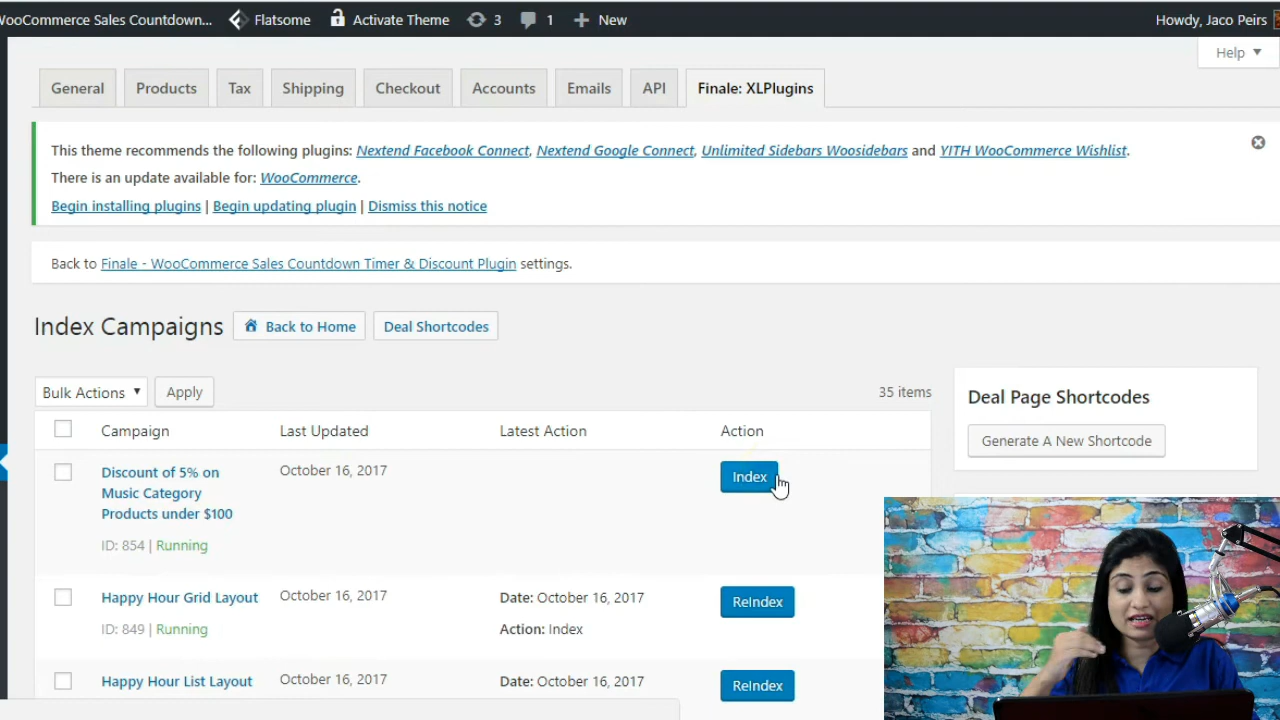 WooCommerce Sales Countdown... Flatsome Activate Theme 3 1 New Howdy, Jaco Peirs
Help
General Products Tax Shipping Checkout Accounts Emails API Finale: XLPlugins
This theme recommends the following plugins: Nextend Facebook Connect, Nextend Google Connect, Unlimited Sidebars Woosidebars and YITH WooCommerce Wishlist.
There is an update available for: WooCommerce.
Begin installing plugins | Begin updating plugin | Dismiss this notice
Back to Finale - WooCommerce Sales Countdown Timer & Discount Plugin settings.
Index Campaigns Back to Home Deal Shortcodes
Bulk Actions Apply 35 items
Deal Page Shortcodes
Generate A New Shortcode
Campaign Last Updated Latest Action Action
Discount of 5% on October 16, 2017 Index
Music Category
Products under $100
ID: 854 | Running
Happy Hour Grid Layout October 16, 2017 Date: October 16, 2017 ReIndex
ID: 849 | Running Action: Index
Happy Hour List Layout October 16, 2017 Date: October 16, 2017 ReIndex